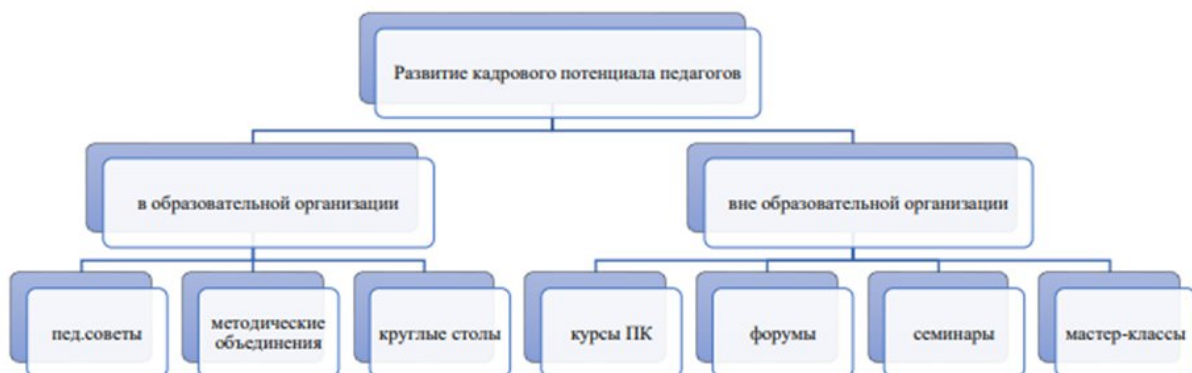 Развитие кадрового потенциала педагогов
в образовательной организации
вне образовательной организации
пед.советы
методические
объединения
круглые столы
курсы ПК
форумы
семинары
мастер-классы